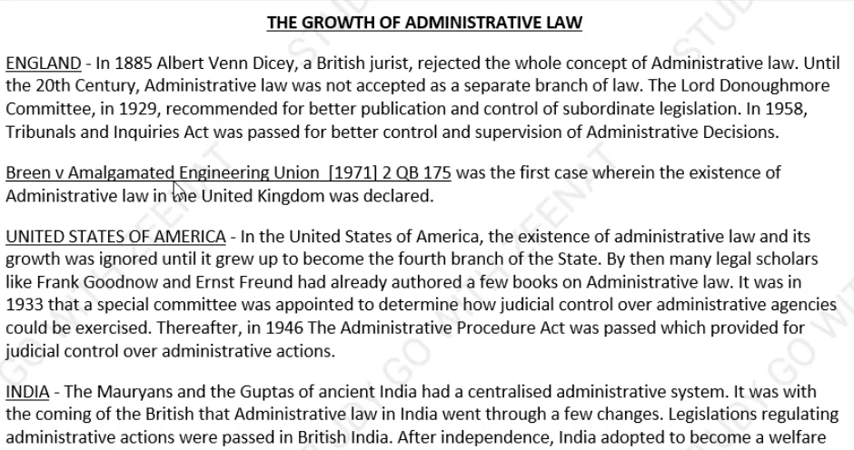 THE GROWTH OF ADMINISTRATIVE LAW
ENGLAND - In 1885 Albert Venn Dicey, a British jurist, rejected the whole concept of Administrative law. Until
the 20th Century, Administrative law was not accepted as a separate branch of law. The Lord Donoughmore
Committee, in 1929, recommended for better publication and control of subordinate legislation. In 1958,
Tribunals and Inquiries Act was passed for better control and supervision of Administrative Decisions.
Breen v Amalgamated Engineering Union [1971] 2 QB 175 was the first case wherein the existence of
Administrative law in the United Kingdom was declared.
UNITED STATES OF AMERICA - In the United States of America, the existence of administrative law and its
growth was ignored until it grew up to become the fourth branch of the State. By then many legal scholars
like Frank Goodnow and Ernst Freund had already authored a few books on Administrative law. It was in
1933 that a special committee was appointed to determine how judicial control over administrative agencies
could be exercised. Thereafter, in 1946 The Administrative Procedure Act was passed which provided for
judicial control over administrative actions.
INDIA - The Mauryans and the Guptas of ancient India had a centralised administrative system. It was with
the coming of the British that Administrative law in India went through a few changes. Legislations regulating
administrative actions were passed in British India. After independence, India adopted to become a welfare